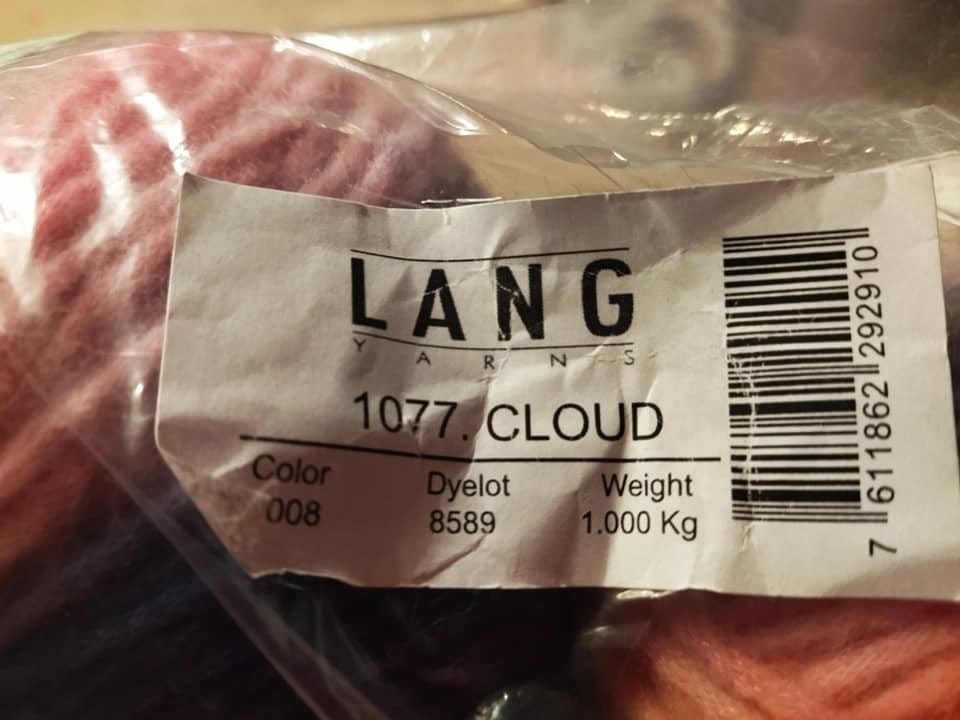 LANG
YARNS
1077. CLOUD
Color Dyelot Weight
008 8589 1.000 Kg
7 611862 292910